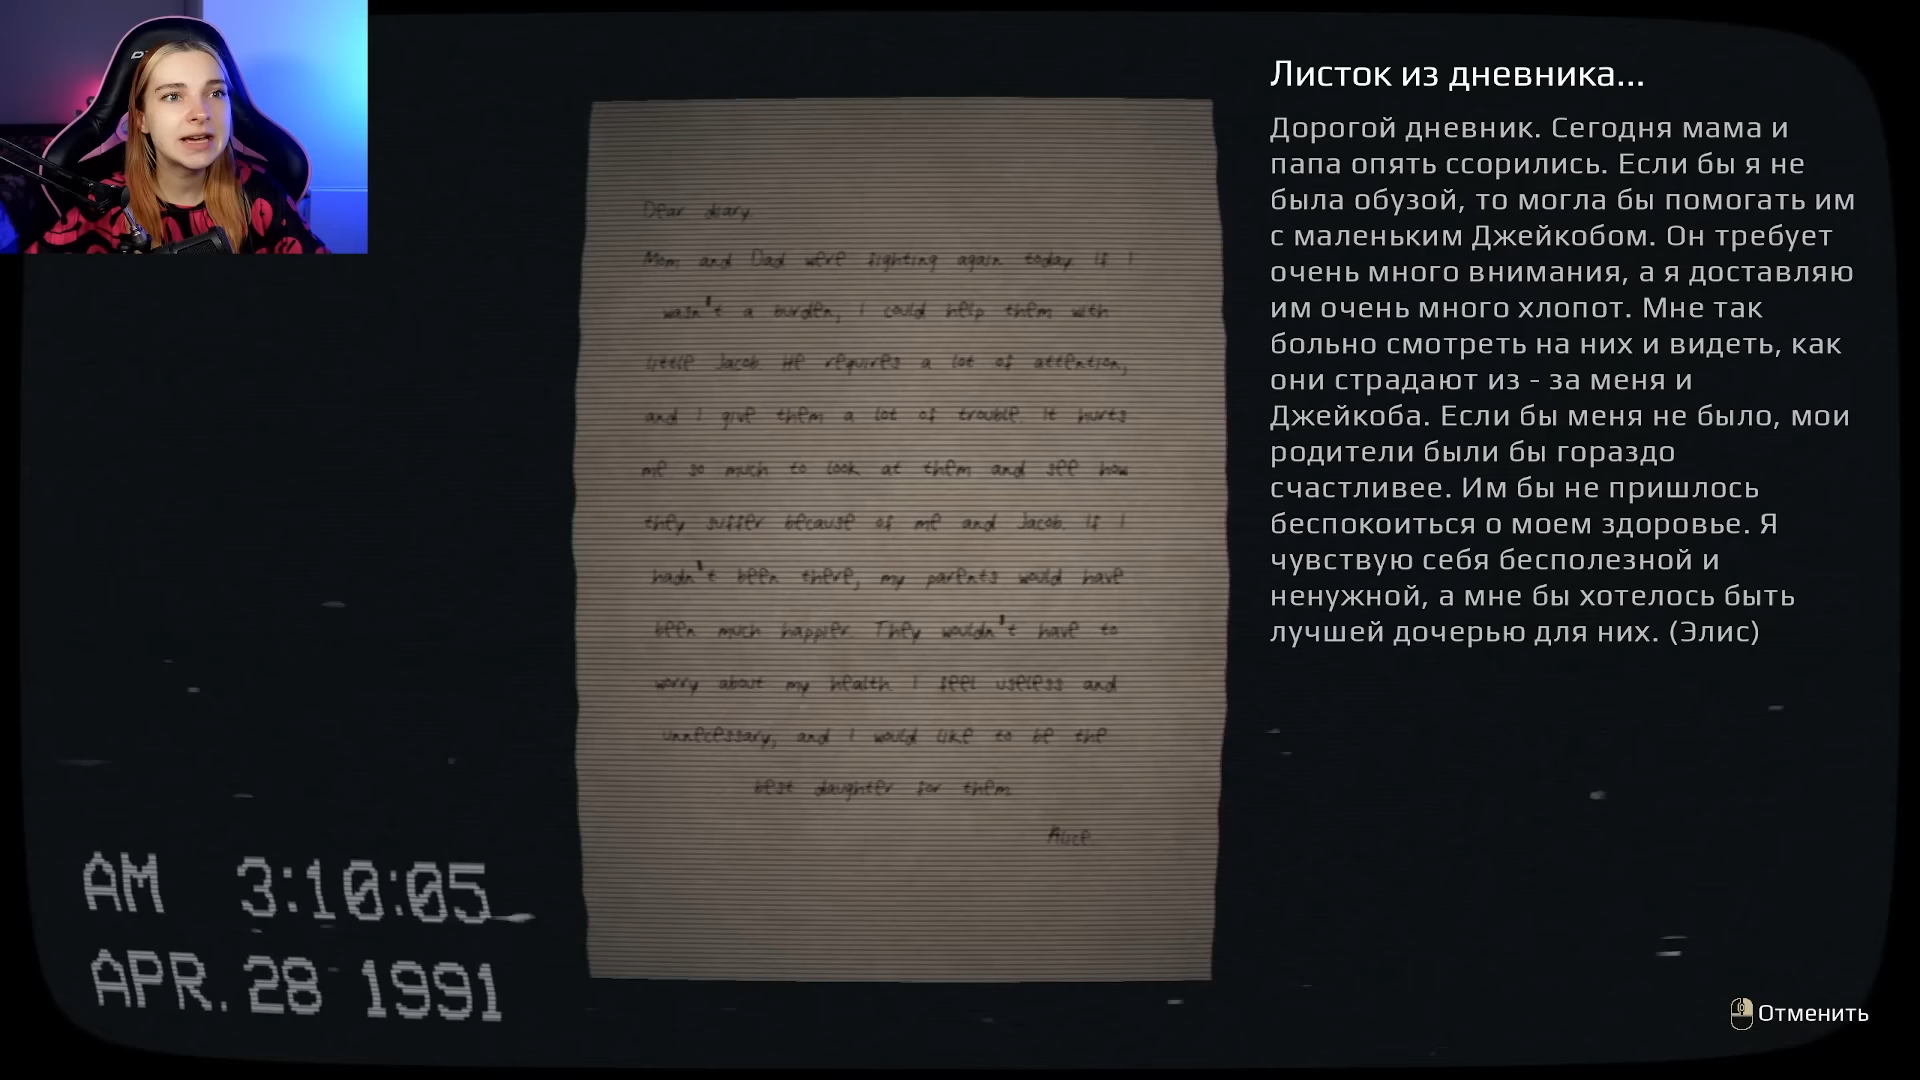 Листок из дневника...
Дорогой дневник. Сегодня мама и
папа опять ссорились. Если бы я не
была обузой, то могла бы помогать им
с маленьким Джейкобом. Он требует
очень много внимания, а я доставляю
им очень много хлопот. Мне так
больно смотреть на них и видеть, как
они страдают из - за меня и
Джейкоба. Если бы меня не было, мои
родители были бы гораздо
счастливее. Им бы не пришлось
беспокоиться о моем здоровье. Я
чувствую себя бесполезной и
ненужной, а мне бы хотелось быть
лучшей дочерью для них. (Элис)
Dear diary.
Mom and Dad were fighting again today. If I
wasn't a burden, I could help them with
little Jacob. He requires a lot of attention,
and I give them a lot of trouble. It hurts
me so much to look at them and see how
they suffer because of me and Jacob. If I
hadn't been there, my parents would have
been much happier. They wouldn't have to
worry about my health. I feel useless and
unnecessary, and I would like to be the
best daughter for them
Alice.
AM 3:10:05
APR. 28 1991
Отменить